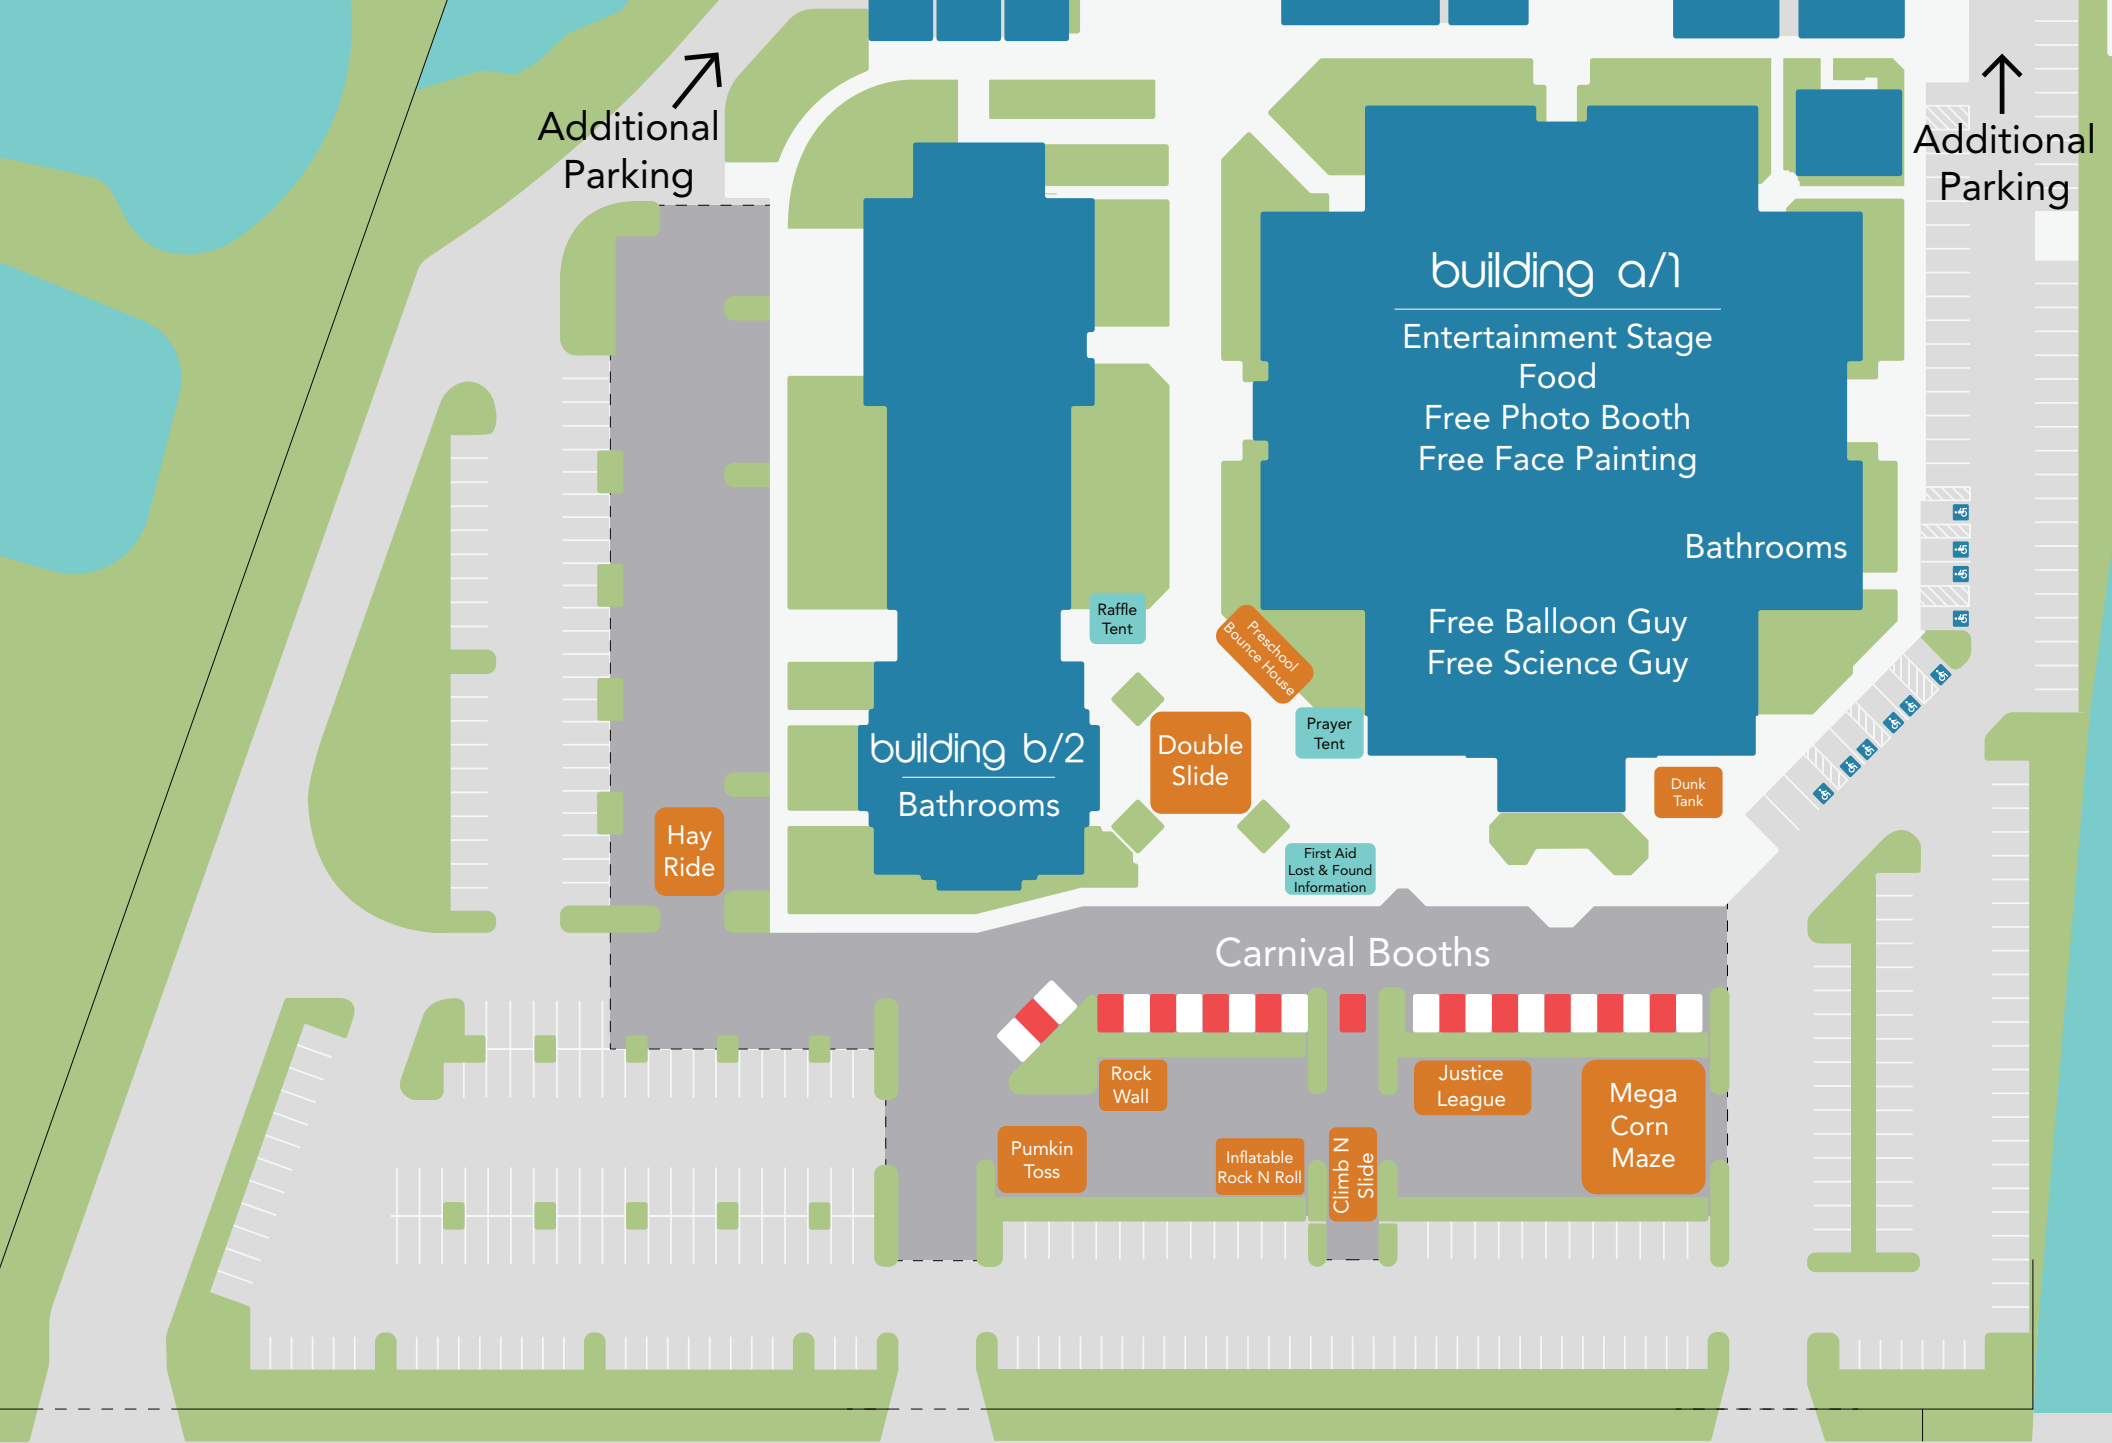 Additional
Parking
Additional
Parking
building a/1
Entertainment Stage
Food
Free Photo Booth
Free Face Painting
Bathrooms
Free Balloon Guy
Free Science Guy
Raffle
Tent
Preschool
Bounce House
Prayer
Tent
Double
Slide
building b/2
Bathrooms
Dunk
Tank
Hay
Ride
First Aid
Lost & Found
Information
Carnival Booths
Rock
Wall
Justice
League
Mega
Corn
Maze
Pumkin
Toss
Inflatable
Rock N Roll
Climb N
Slide